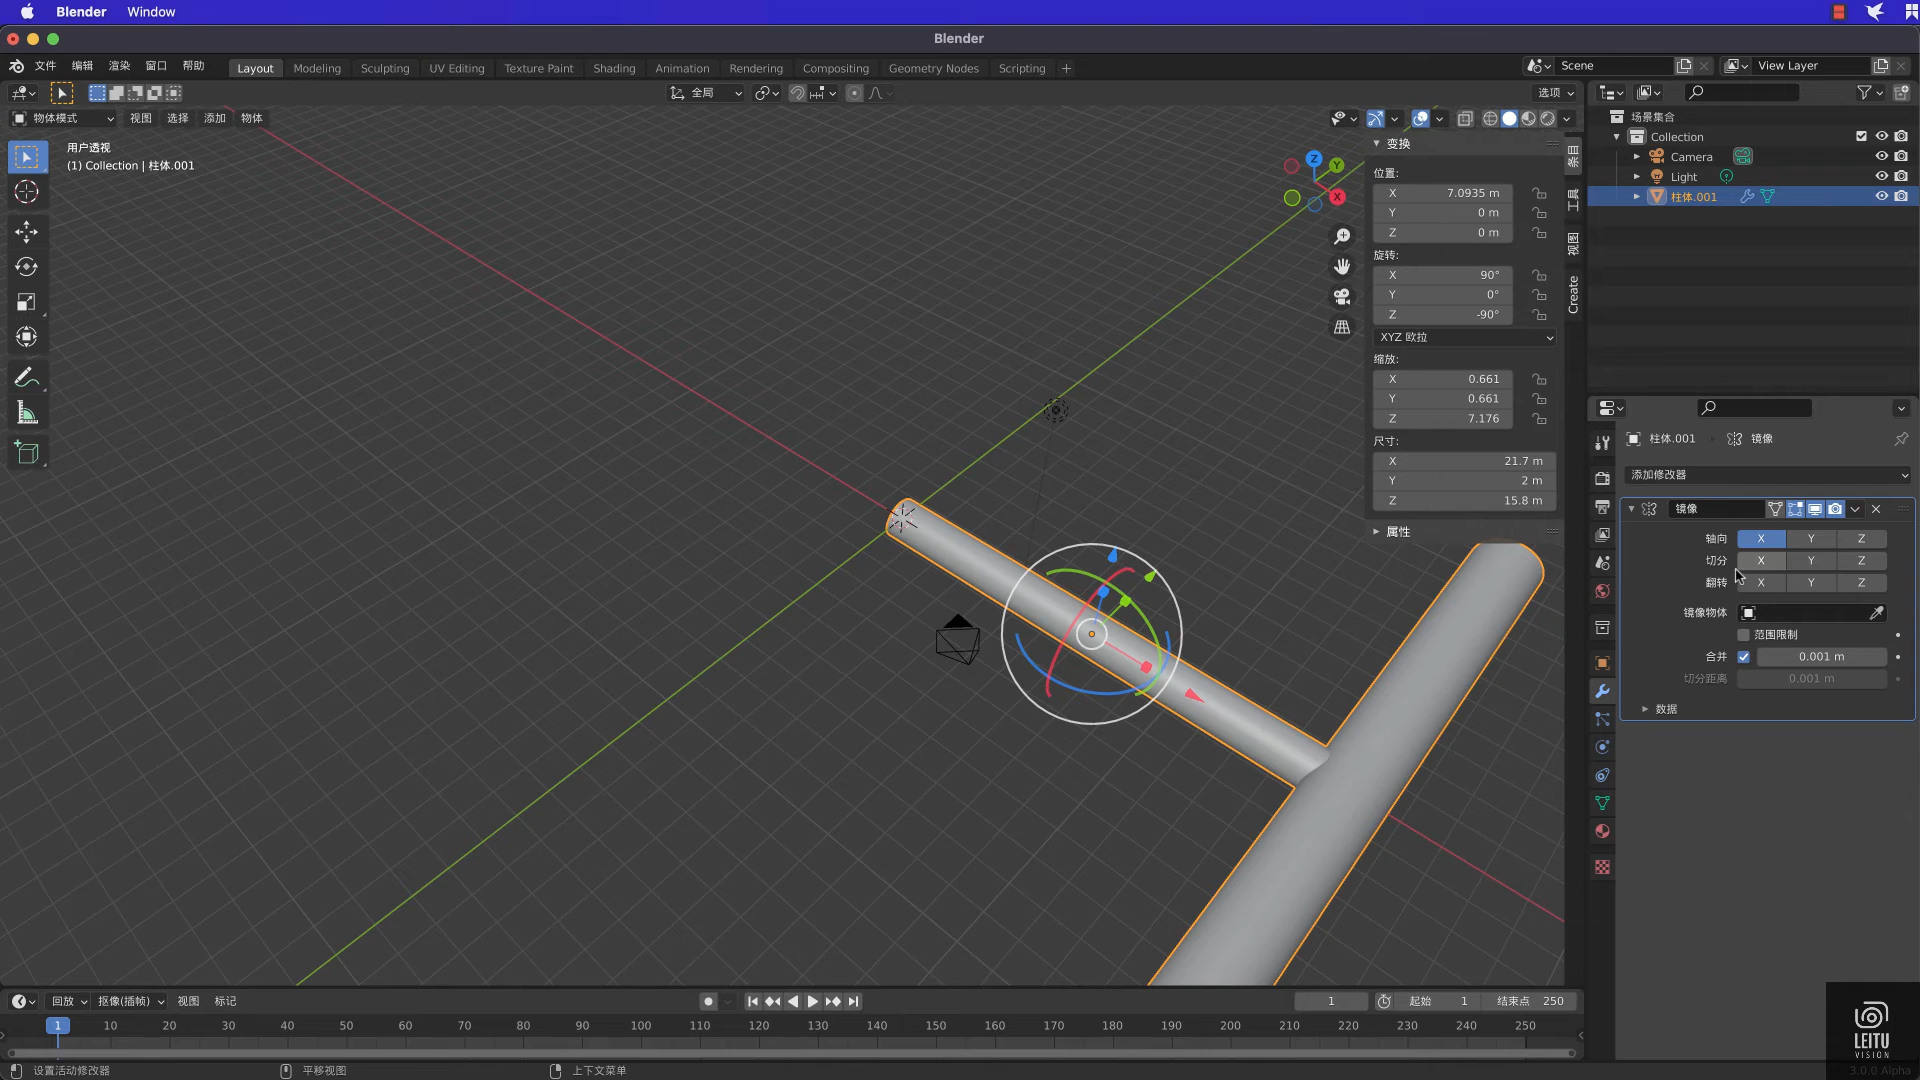 Blender Window
Blender
文件 编辑 渲染 窗口 帮助 Layout Modeling Sculpting UV Editing Texture Paint Shading Animation Rendering Compositing Geometry Nodes Scripting + Scene View Layer
全局 选项
物体模式 视图 选择 添加 物体
用户透视
(1) Collection | 柱体.001
Z Y X
变换
位置:
X 7.0935 m
Y 0 m
Z 0 m
旋转:
X 90°
Y 0°
Z -90°
XYZ 欧拉
缩放:
X 0.661
Y 0.661
Z 7.176
尺寸:
X 21.7 m
Y 2 m
Z 15.8 m
属性
条目
工具
视图
Create
场景集合
Collection
Camera
Light
柱体.001
柱体.001 镜像
添加修改器
镜像
轴向 X Y Z
切分 X Y Z
翻转 X Y Z
镜像物体
范围限制
合并 0.001 m
切分距离 0.001 m
数据
回放 抠像(插帧) 视图 标记 1 起始 1 结束点 250
1 10 20 30 40 50 60 70 80 90 100 110 120 130 140 150 160 170 180 190 200 210 220 230 240 250
设置活动修改器 平移视图 上下文菜单
LEITU
VISION
3.0.0 Alpha